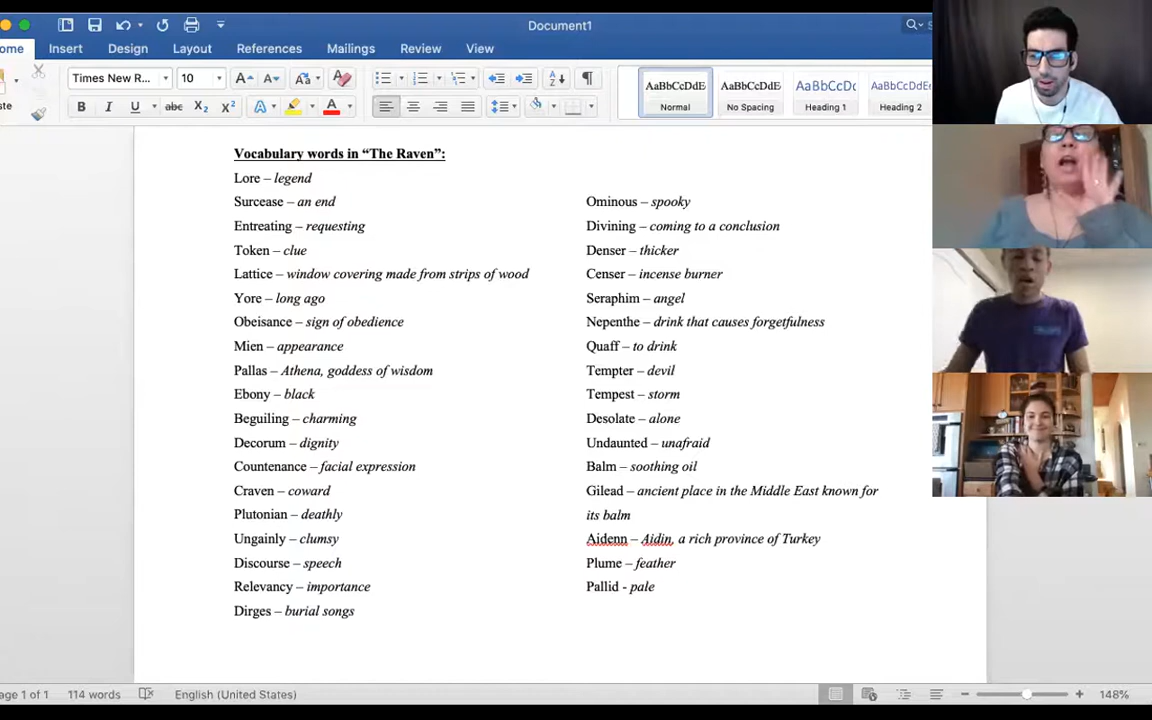 Document1
ome
Insert
Design
Layout
References
Mailings
Review
View
Times New R...
10
AaBbCcDdE
AaBbCcDdE
AaBbCcDc
AaBbCcDdE
ste
Normal
No Spacing
Heading 1
Heading 2
Vocabulary words in “The Raven”:
Lore – legend
Surcease – an end
Entreating – requesting
Token – clue
Lattice – window covering made from strips of wood
Yore – long ago
Obeisance – sign of obedience
Mien – appearance
Pallas – Athena, goddess of wisdom
Ebony – black
Beguiling – charming
Decorum – dignity
Countenance – facial expression
Craven – coward
Plutonian – deathly
Ungainly – clumsy
Discourse – speech
Relevancy – importance
Dirges – burial songs
Ominous – spooky
Divining – coming to a conclusion
Denser – thicker
Censer – incense burner
Seraphim – angel
Nepenthe – drink that causes forgetfulness
Quaff – to drink
Tempter – devil
Tempest – storm
Desolate – alone
Undaunted – unafraid
Balm – soothing oil
Gilead – ancient place in the Middle East known for
its balm
Aidenn – Aidin, a rich province of Turkey
Plume – feather
Pallid - pale
age 1 of 1
114 words
English (United States)
148%